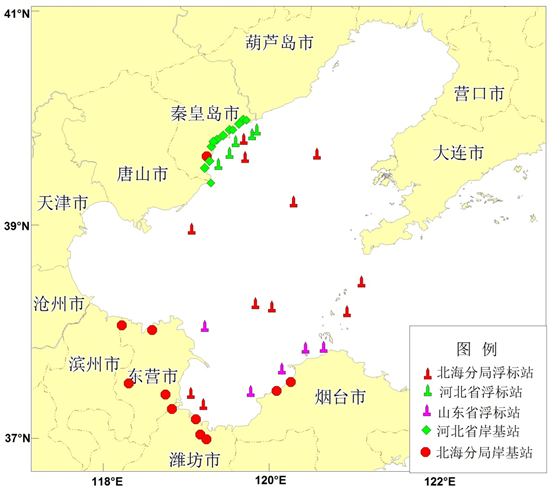 41°N
葫芦岛市
营口市
秦皇岛市
大连市
唐山市
天津市
39°N
沧州市
滨州市
东营市
烟台市
37°N
潍坊市
118°E
120°E
122°E
图 例
北海分局浮标站
河北省浮标站
山东省浮标站
河北省岸基站
北海分局岸基站